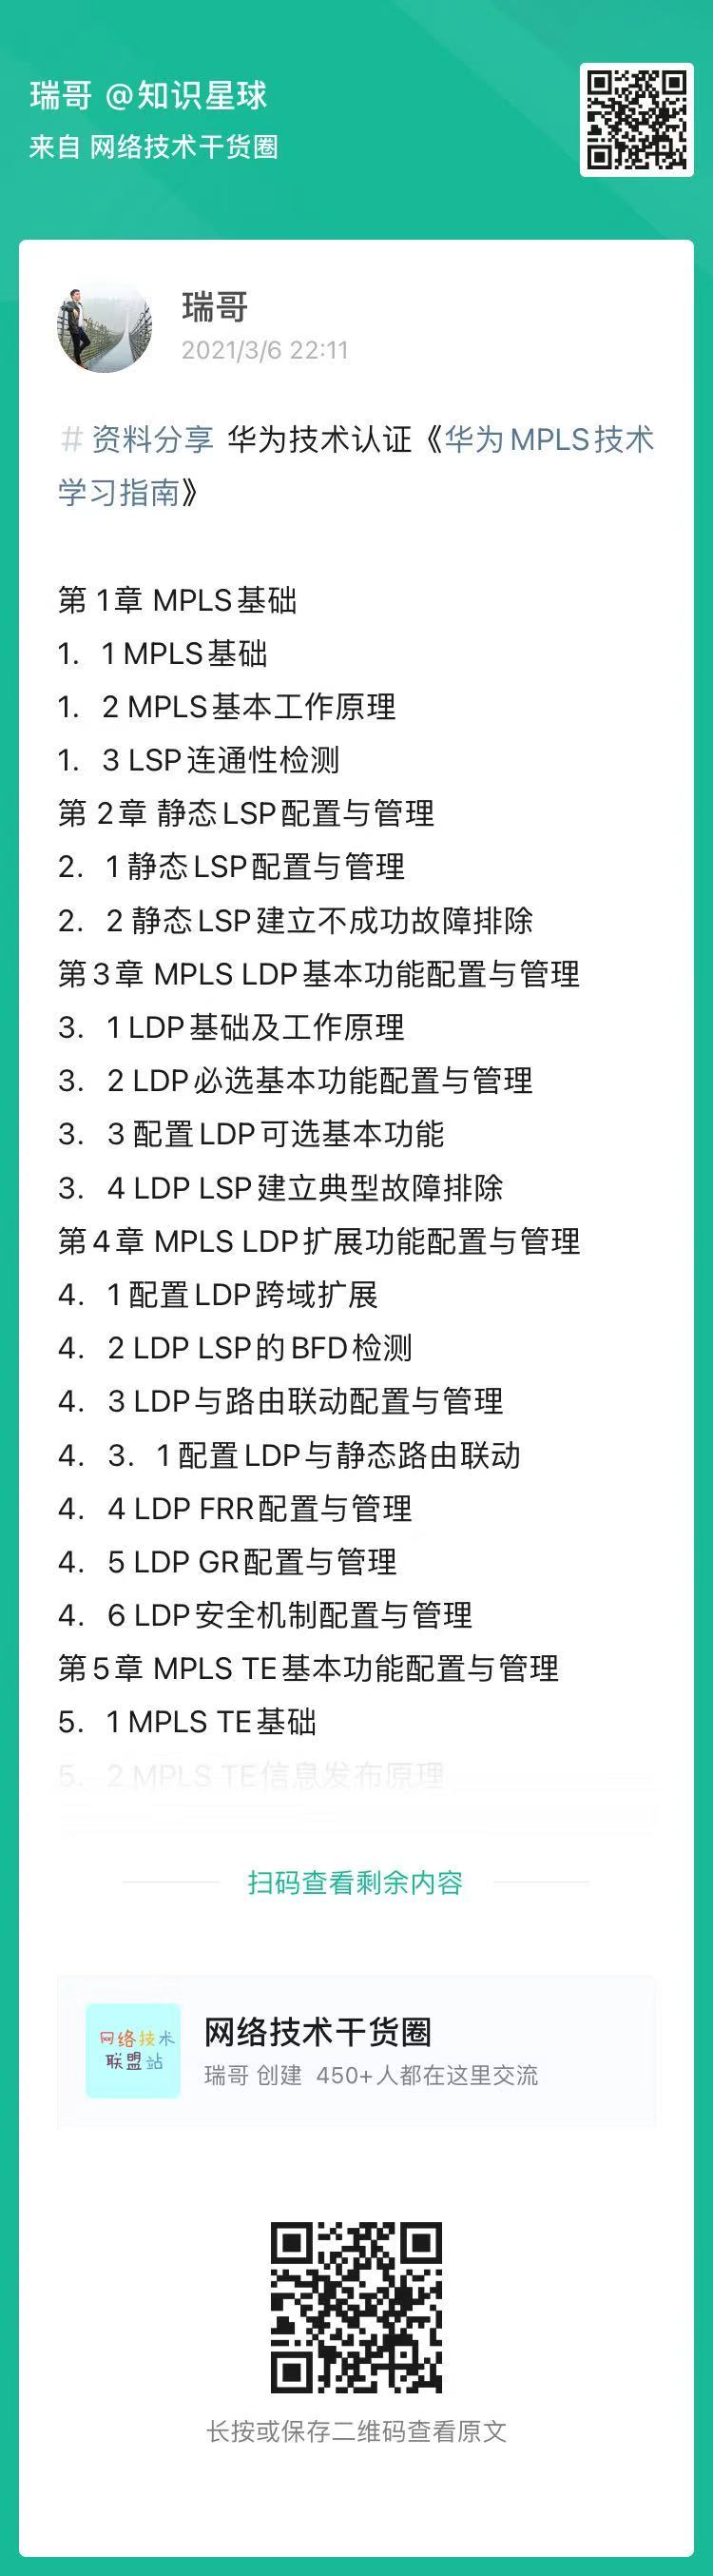 瑞哥 @知识星球
来自 网络技术干货圈
瑞哥
2021/3/6 22:11
#资料分享 华为技术认证《华为MPLS技术
学习指南》
第 1章 MPLS基础
1. 1 MPLS基础
1. 2 MPLS基本工作原理
1. 3 LSP连通性检测
第 2章 静态LSP配置与管理
2. 1 静态LSP配置与管理
2. 2 静态LSP建立不成功故障排除
第3章 MPLS LDP基本功能配置与管理
3. 1 LDP基础及工作原理
3. 2 LDP必选基本功能配置与管理
3. 3 配置LDP可选基本功能
3. 4 LDP LSP建立典型故障排除
第4章 MPLS LDP扩展功能配置与管理
4. 1 配置LDP跨域扩展
4. 2 LDP LSP的BFD检测
4. 3 LDP与路由联动配置与管理
4. 3. 1 配置LDP与静态路由联动
4. 4 LDP FRR配置与管理
4. 5 LDP GR配置与管理
4. 6 LDP安全机制配置与管理
第5章 MPLS TE基本功能配置与管理
5. 1 MPLS TE基础
5. 2 MPLS TE信息发布原理
扫码查看剩余内容
网络技术
联盟站
网络技术干货圈
瑞哥 创建 450+人都在这里交流
长按或保存二维码查看原文